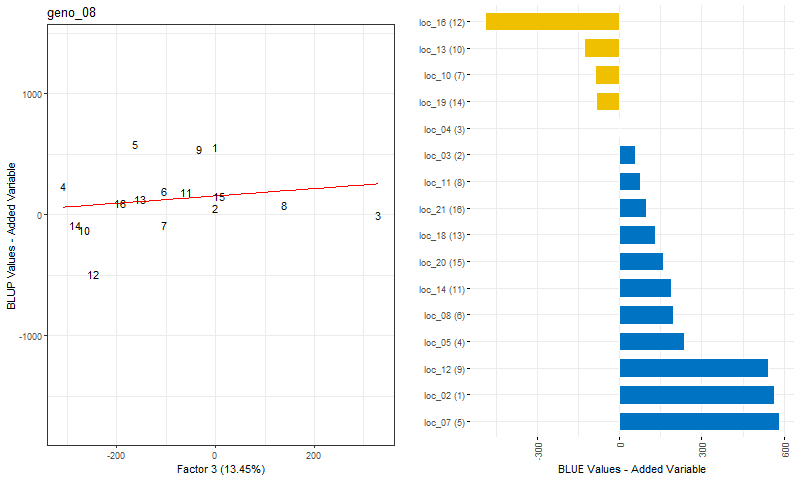 geno_08
BLUP Values - Added Variable
1000
0
-1000
5
9
1
4
6
11
15
16
13
2
8
3
14
10
7
12
-200
0
200
Factor 3 (13.45%)
loc_16 (12)
loc_13 (10)
loc_10 (7)
loc_19 (14)
loc_04 (3)
loc_03 (2)
loc_11 (8)
loc_21 (16)
loc_18 (13)
loc_20 (15)
loc_14 (11)
loc_08 (6)
loc_05 (4)
loc_12 (9)
loc_02 (1)
loc_07 (5)
-300
0
300
600
BLUE Values - Added Variable